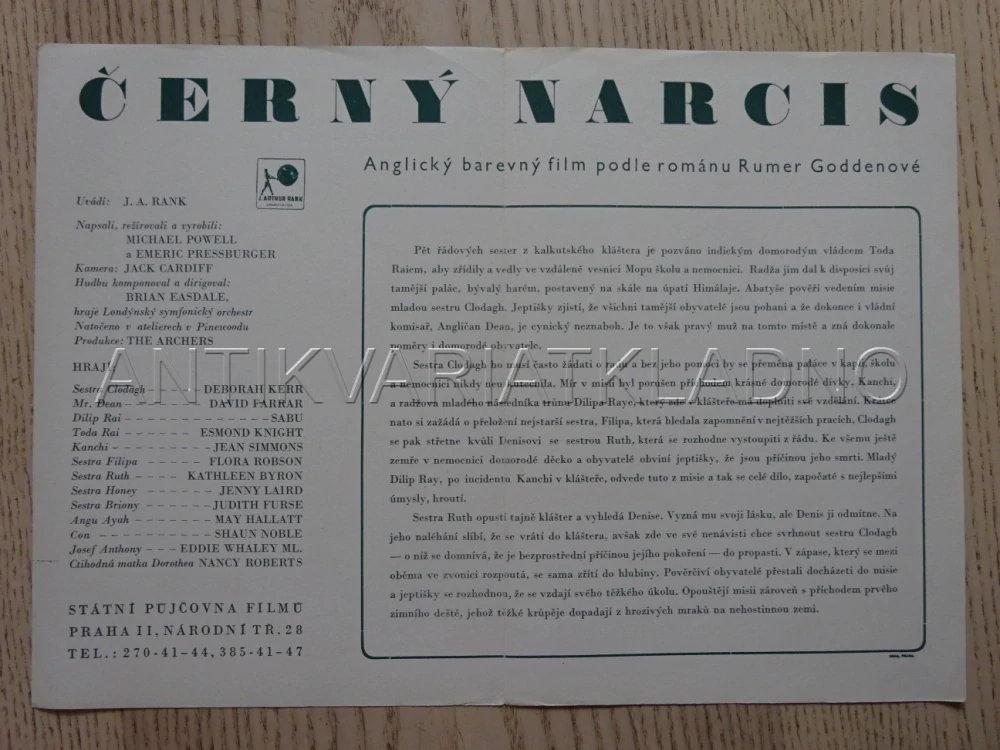 ČERNÝ NARCIS
Anglický barevný film podle románu Rumer Goddenové
J. ARTHUR RANK
Uvádí: J. A. RANK
Napsali, režírovali a vyrobili:
MICHAEL POWELL
a EMERIC PRESSBURGER
Kamera: JACK CARDIFF
Hudbu komponoval a dirigoval:
BRIAN EASDALE,
hraje Londýnský symfonický orchestr
Natočeno v atelierech v Pinewoodu
Produkce: THE ARCHERS
HRAJÍ:
Sestra Clodagh – – – – DEBORAH KERR
Mr. Dean – – – – – – DAVID FARRAR
Dilip Rai – – – – – – – – – – – – SABU
Toda Rai – – – – – – ESMOND KNIGHT
Kanchi – – – – – – – – JEAN SIMMONS
Sestra Filipa – – – – – FLORA ROBSON
Sestra Ruth – – – – KATHLEEN BYRON
Sestra Honey – – – – – – JENNY LAIRD
Sestra Briony – – – – – – JUDITH FURSE
Angu Ayah – – – – – – MAY HALLATT
Con – – – – – – – – – SHAUN NOBLE
Josef Anthony – – – EDDIE WHALEY ML.
Ctihodná matka Dorothea NANCY ROBERTS
STÁTNÍ PŮJČOVNA FILMŮ
PRAHA II, NÁRODNÍ TŘ. 28
TEL.: 270-41-44, 385-41-47
Pět řádových sester z kalkutského kláštera je pozváno indickým domorodým vládcem Toda
Raiem, aby zřídily a vedly ve vzdálené vesnici Mopu školu a nemocnici. Radža jim dal k disposici svůj
tamější palác, bývalý harém, postavený na skále na úpatí Himálaje. Abatyše pověří vedením misie
mladou sestru Clodagh. Jeptišky zjistí, že všichni tamější obyvatelé jsou pohani a že dokonce i vládní
komisař, Angličan Dean, je cynický neznaboh. Je to však pravý muž na tomto místě a zná dokonale
poměry i domorodé obyvatele.
Sestra Clodagh ho musí často žádati o radu a bez jeho pomoci by se přeměna paláce v kapli, školu
a nemocnici nikdy neuskutečnila. Mír v misii byl porušen příchodem krásné domorodé dívky, Kanchi,
a radžova mladého následníka trůnu Dilipa Raye, který zde v klášteře má doplniti své vzdělání. Krátce
nato si zažádá o přeložení nejstarší sestra, Filipa, která hledala zapomnění v nejtěžších pracích, Clodagh
se pak střetne kvůli Denisovi se sestrou Ruth, která se rozhodne vystoupiti z řádu. Ke všemu ještě
zemře v nemocnici domorodé děcko a obyvatelé obviní jeptišky, že jsou příčinou jeho smrti. Mladý
Dilip Ray, po incidentu Kanchi v klášteře, odvede tuto z misie a tak se celé dílo, započaté s nejlepšími
úmysly, hroutí.
Sestra Ruth opustí tajně klášter a vyhledá Denise. Vyzná mu svoji lásku, ale Denis ji odmítne. Na
jeho naléhání slíbí, že se vrátí do kláštera, avšak zde ve své nenávisti chce svrhnout sestru Clodagh
— o níž se domnívá, že je bezprostřední příčinou jejího pokoření — do propasti. V zápase, který se mezi
oběma ve zvonici rozpoutá, se sama zřítí do hlubiny. Pověrčiví obyvatelé přestali docházeti do misie
a jeptišky se rozhodnou, že se vzdají svého těžkého úkolu. Opouštějí misii zároveň s příchodem prvého
zimního deště, jehož těžké krůpěje dopadají z hrozivých mraků na nehostinnou zemi.
ANTIKVARIATKLADNO